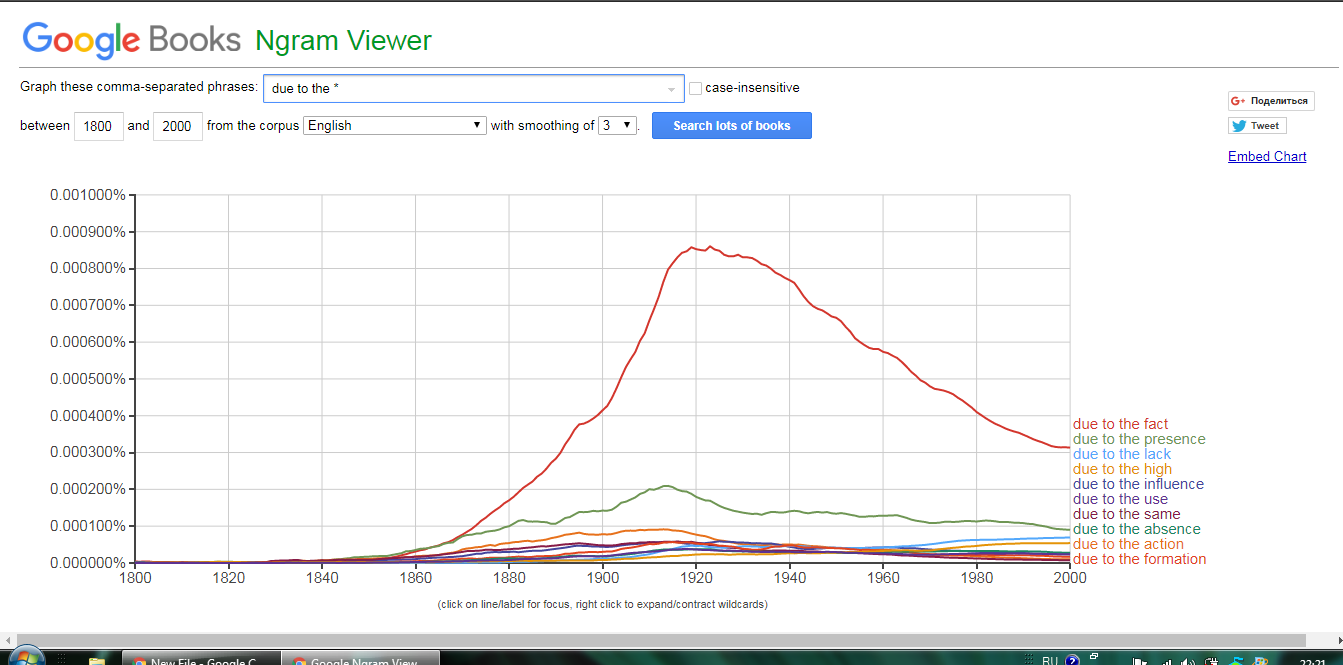 Google Books Ngram Viewer
Graph these comma-separated phrases: due to the * case-insensitive
between 1800 and 2000 from the corpus English with smoothing of 3 . Search lots of books
G+ Поделиться
Tweet
Embed Chart
0.001000%
0.000900%
0.000800%
0.000700%
0.000600%
0.000500%
0.000400%
0.000300%
0.000200%
0.000100%
0.000000%
1800 1820 1840 1860 1880 1900 1920 1940 1960 1980 2000
due to the fact
due to the presence
due to the lack
due to the high
due to the influence
due to the use
due to the same
due to the absence
due to the action
due to the formation
(click on line/label for focus, right click to expand/contract wildcards)
New File - Google C Google Ngram View RU ? 22:21